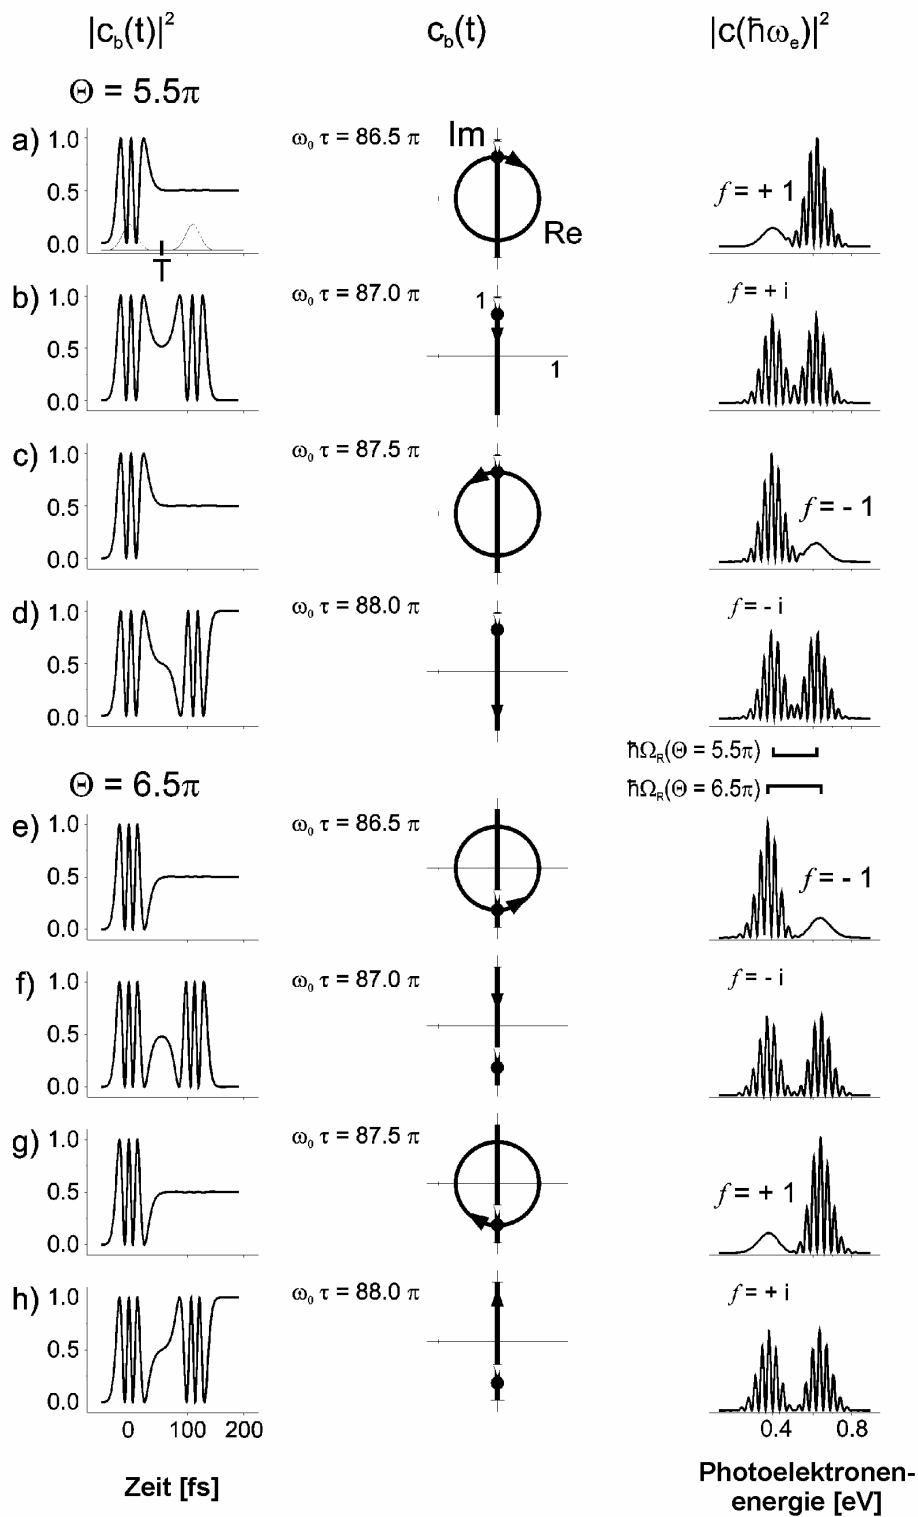 |c_b(t)|² c_b(t) |c(ħω_e)|²
Θ = 5.5π
a) 1.0 ω₀ τ = 86.5 π Im
0.5 f = + 1
0.0 Re
T
b) 1.0 ω₀ τ = 87.0 π 1 f = + i
0.5 1
0.0
c) 1.0 ω₀ τ = 87.5 π
0.5 f = - 1
0.0
d) 1.0 ω₀ τ = 88.0 π f = - i
0.5
0.0
ħΩ_R(Θ = 5.5π)
Θ = 6.5π ħΩ_R(Θ = 6.5π)
e) 1.0 ω₀ τ = 86.5 π
0.5 f = - 1
0.0
f) 1.0 ω₀ τ = 87.0 π f = - i
0.5
0.0
g) 1.0 ω₀ τ = 87.5 π
0.5 f = + 1
0.0
h) 1.0 ω₀ τ = 88.0 π f = + i
0.5
0.0
0 100 200 0.4 0.8
Zeit [fs] Photoelektronen-
energie [eV]